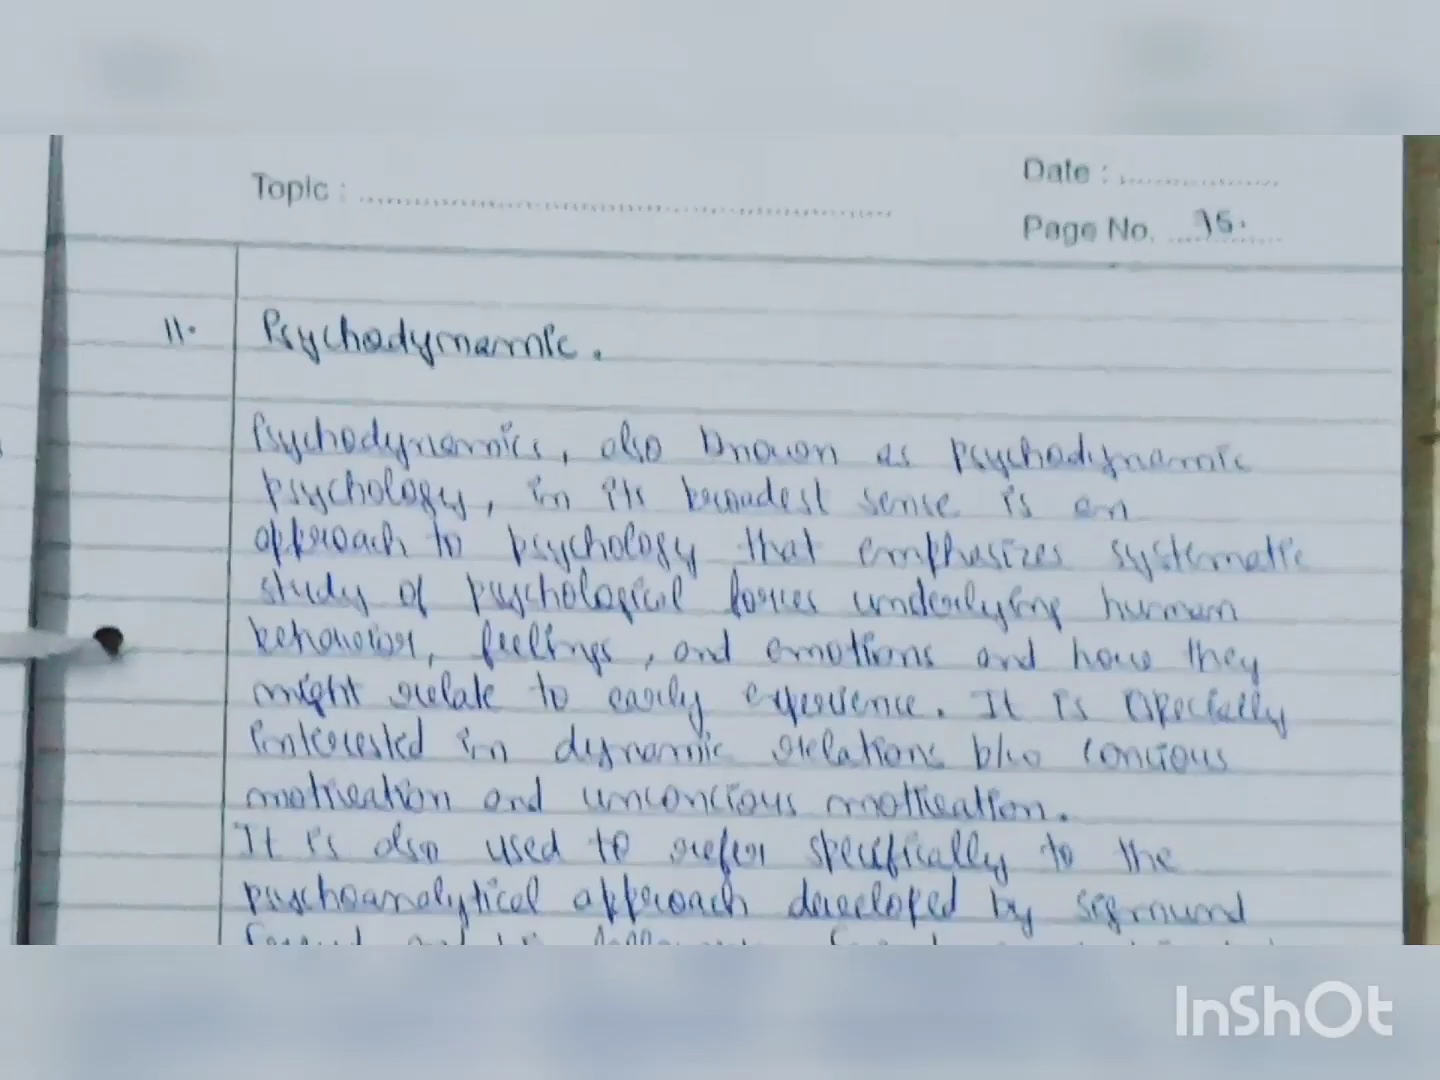 Topic :
Date :
Page No. 15.
11. Psychodynamic.
Psychodynamics, also known as psychodynamic
psychology, in its broadest sense is an
approach to psychology that emphasizes systematic
study of psychological forces underlying human
behavior, feelings, and emotions and how they
might relate to early experience. It is especially
interested in dynamic relations b/w concious
motivation and unconcious motivation.
It is also used to refer specifically to the
psychoanalytical approach developed by sigmund
InShOt